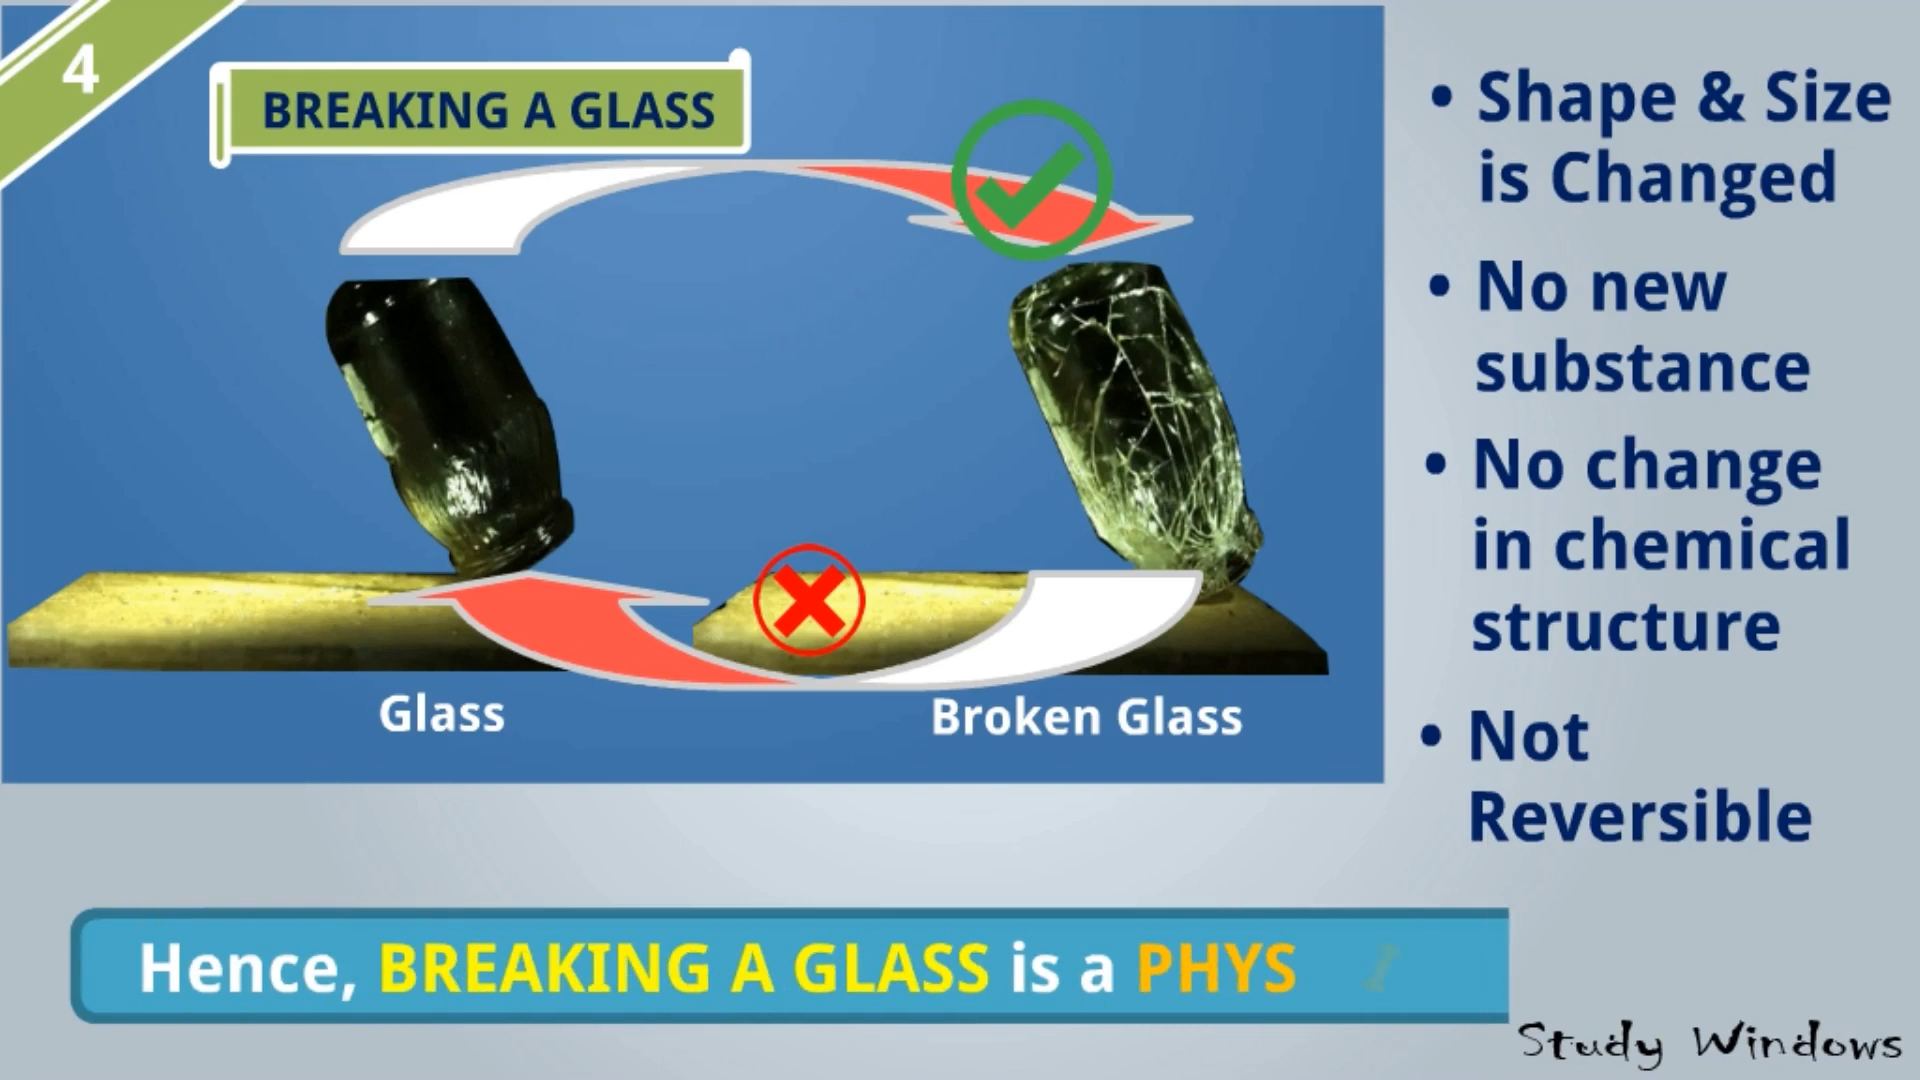 4
BREAKING A GLASS
Glass
Broken Glass
• Shape & Size
is Changed
• No new
substance
• No change
in chemical
structure
• Not
Reversible
Hence, BREAKING A GLASS is a PHYS
Study Windows